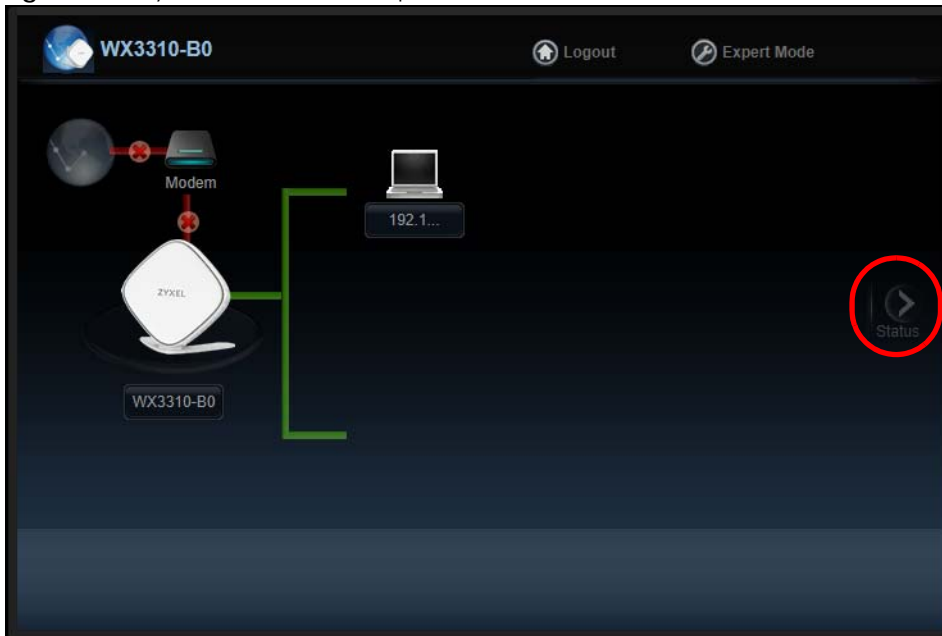 WX3310-B0
Logout
Expert Mode
Modem
192.1...
ZYXEL
Status
WX3310-B0